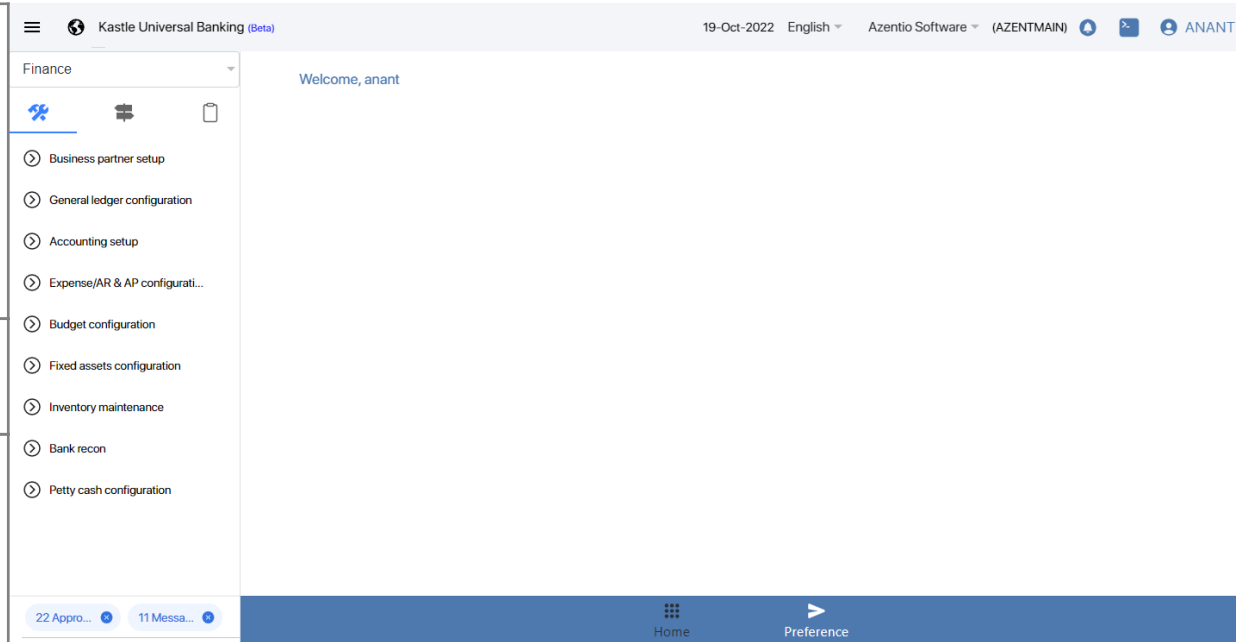 Kastle Universal Banking (Beta) 19-Oct-2022 English Azentio Software (AZENTMAIN) ANANT
Finance
Welcome, anant
Business partner setup
General ledger configuration
Accounting setup
Expense/AR & AP configurati...
Budget configuration
Fixed assets configuration
Inventory maintenance
Bank recon
Petty cash configuration
22 Appro... 11 Messa...
Home Preference